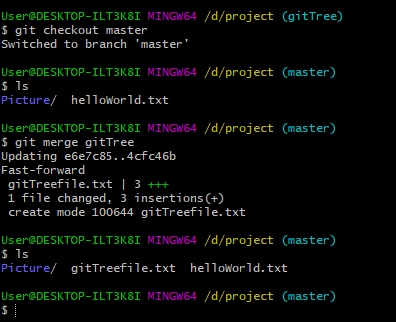 User@DESKTOP-ILT3K8I MINGW64 /d/project (gitTree)
$ git checkout master
Switched to branch 'master'
User@DESKTOP-ILT3K8I MINGW64 /d/project (master)
$ ls
Picture/  helloWorld.txt
User@DESKTOP-ILT3K8I MINGW64 /d/project (master)
$ git merge gitTree
Updating e6e7c85..4cfc46b
Fast-forward
 gitTreefile.txt | 3 +++
 1 file changed, 3 insertions(+)
 create mode 100644 gitTreefile.txt
User@DESKTOP-ILT3K8I MINGW64 /d/project (master)
$ ls
Picture/  gitTreefile.txt  helloWorld.txt
User@DESKTOP-ILT3K8I MINGW64 /d/project (master)
$